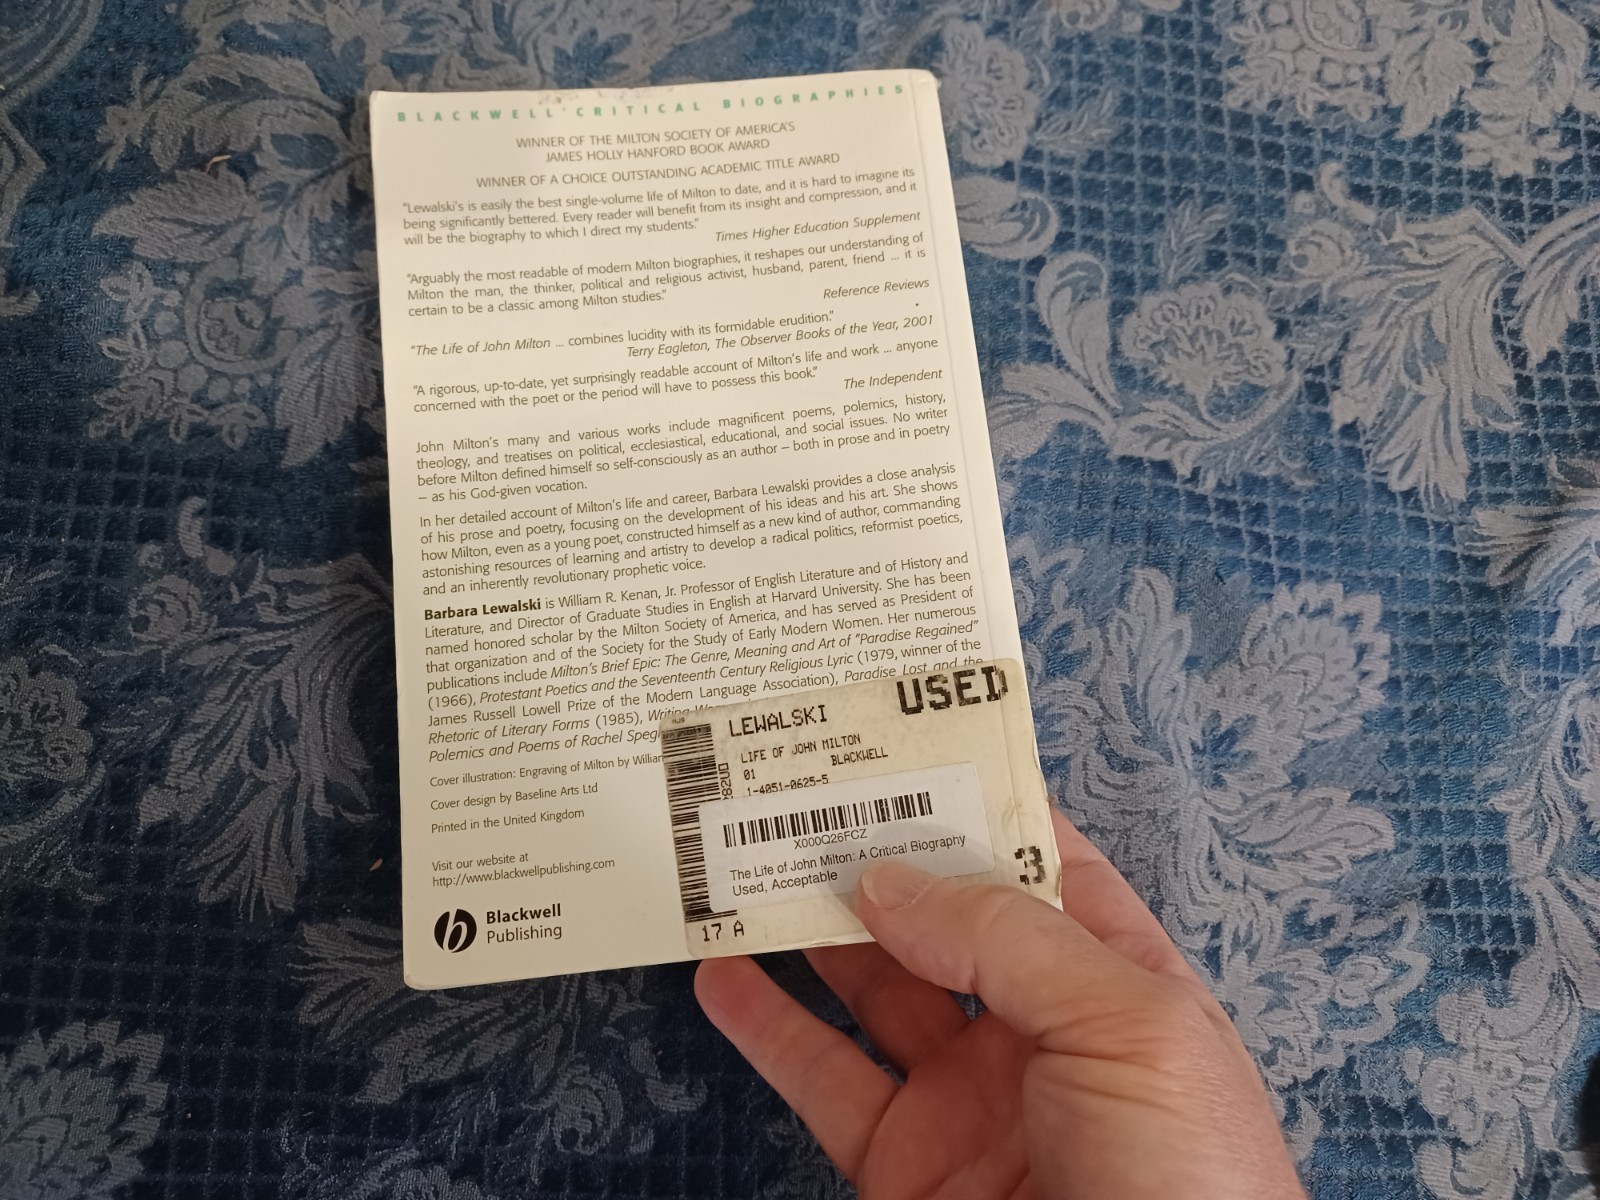 BLACKWELL CRITICAL BIOGRAPHIES
WINNER OF THE MILTON SOCIETY OF AMERICA'S
JAMES HOLLY HANFORD BOOK AWARD
WINNER OF A CHOICE OUTSTANDING ACADEMIC TITLE AWARD
"Lewalski's is easily the best single-volume life of Milton to date, and it is hard to imagine its
being significantly bettered. Every reader will benefit from its insight and compression, and it
will be the biography to which I direct my students."
Times Higher Education Supplement
"Arguably the most readable of modern Milton biographies, it reshapes our understanding of
Milton the man, the thinker, political and religious activist, husband, parent, friend ... it is
certain to be a classic among Milton studies."
Reference Reviews
"The Life of John Milton ... combines lucidity with its formidable erudition."
Terry Eagleton, The Observer Books of the Year, 2001
"A rigorous, up-to-date, yet surprisingly readable account of Milton's life and work ... anyone
concerned with the poet or the period will have to possess this book."
The Independent
John Milton's many and various works include magnificent poems, polemics, history,
theology, and treatises on political, ecclesiastical, educational, and social issues. No writer
before Milton defined himself so self-consciously as an author – both in prose and in poetry
– as his God-given vocation.
In her detailed account of Milton's life and career, Barbara Lewalski provides a close analysis
of his prose and poetry, focusing on the development of his ideas and his art. She shows
how Milton, even as a young poet, constructed himself as a new kind of author, commanding
astonishing resources of learning and artistry to develop a radical politics, reformist poetics,
and an inherently revolutionary prophetic voice.
Barbara Lewalski is William R. Kenan, Jr. Professor of English Literature and of History and
Literature, and Director of Graduate Studies in English at Harvard University. She has been
named honored scholar by the Milton Society of America, and has served as President of
that organization and of the Society for the Study of Early Modern Women. Her numerous
publications include Milton's Brief Epic: The Genre, Meaning and Art of "Paradise Regained"
(1966), Protestant Poetics and the Seventeenth Century Religious Lyric (1979, winner of the
James Russell Lowell Prize of the Modern Language Association), Paradise Lost and the
Rhetoric of Literary Forms (1985), Writing
Polemics and Poems of Rachel
Cover illustration: Engraving of Milton by
Cover design by Baseline Arts Ltd
Printed in the United Kingdom
Visit our website at
http://www.blackwellpublishing.com
Blackwell
Publishing
USED
LEWALSKI
LIFE OF JOHN MILTON
01 BLACKWELL
1-4051-0625-5
X000Q26FCZ
The Life of John Milton: A Critical Biography
Used, Acceptable
3
17 A